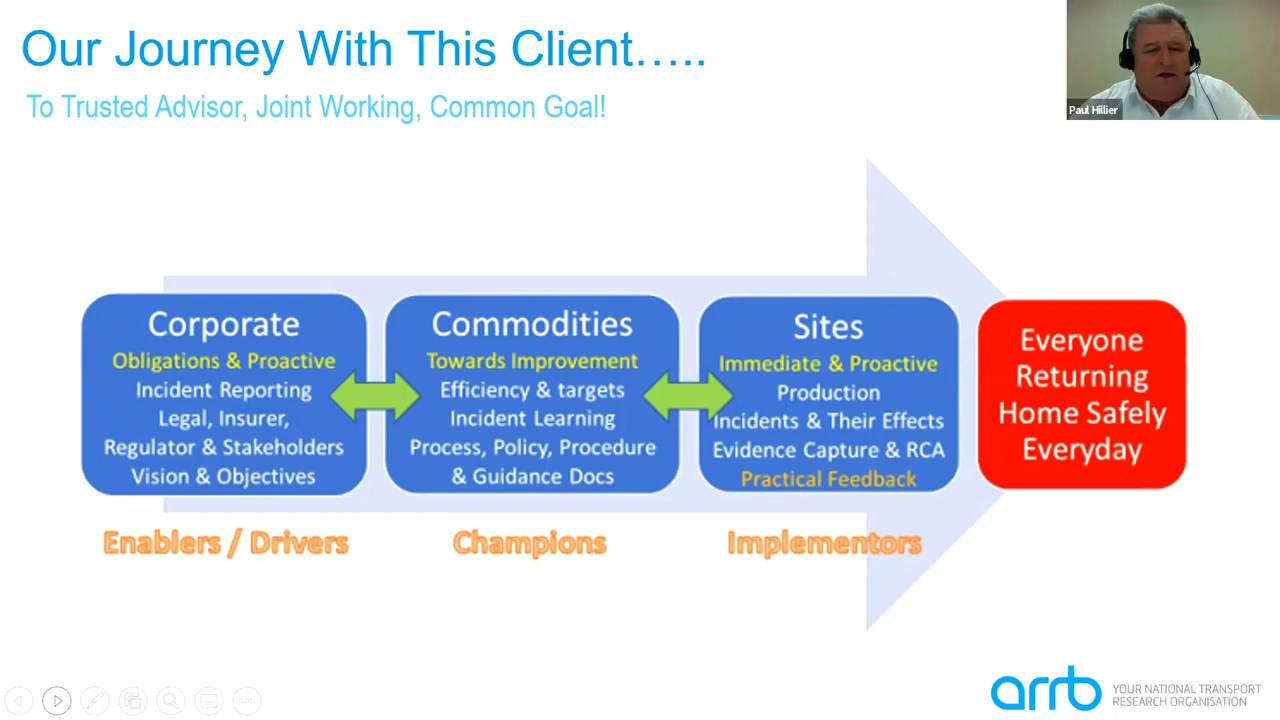 Our Journey With This Client…..
To Trusted Advisor, Joint Working, Common Goal!
Paul Hillier
Corporate
Obligations & Proactive
Incident Reporting
Legal, Insurer,
Regulator & Stakeholders
Vision & Objectives
Commodities
Towards Improvement
Efficiency & targets
Incident Learning
Process, Policy, Procedure
& Guidance Docs
Sites
Immediate & Proactive
Production
Incidents & Their Effects
Evidence Capture & RCA
Practical Feedback
Everyone
Returning
Home Safely
Everyday
Enablers / Drivers
Champions
Implementors
arrb
YOUR NATIONAL TRANSPORT
RESEARCH ORGANISATION